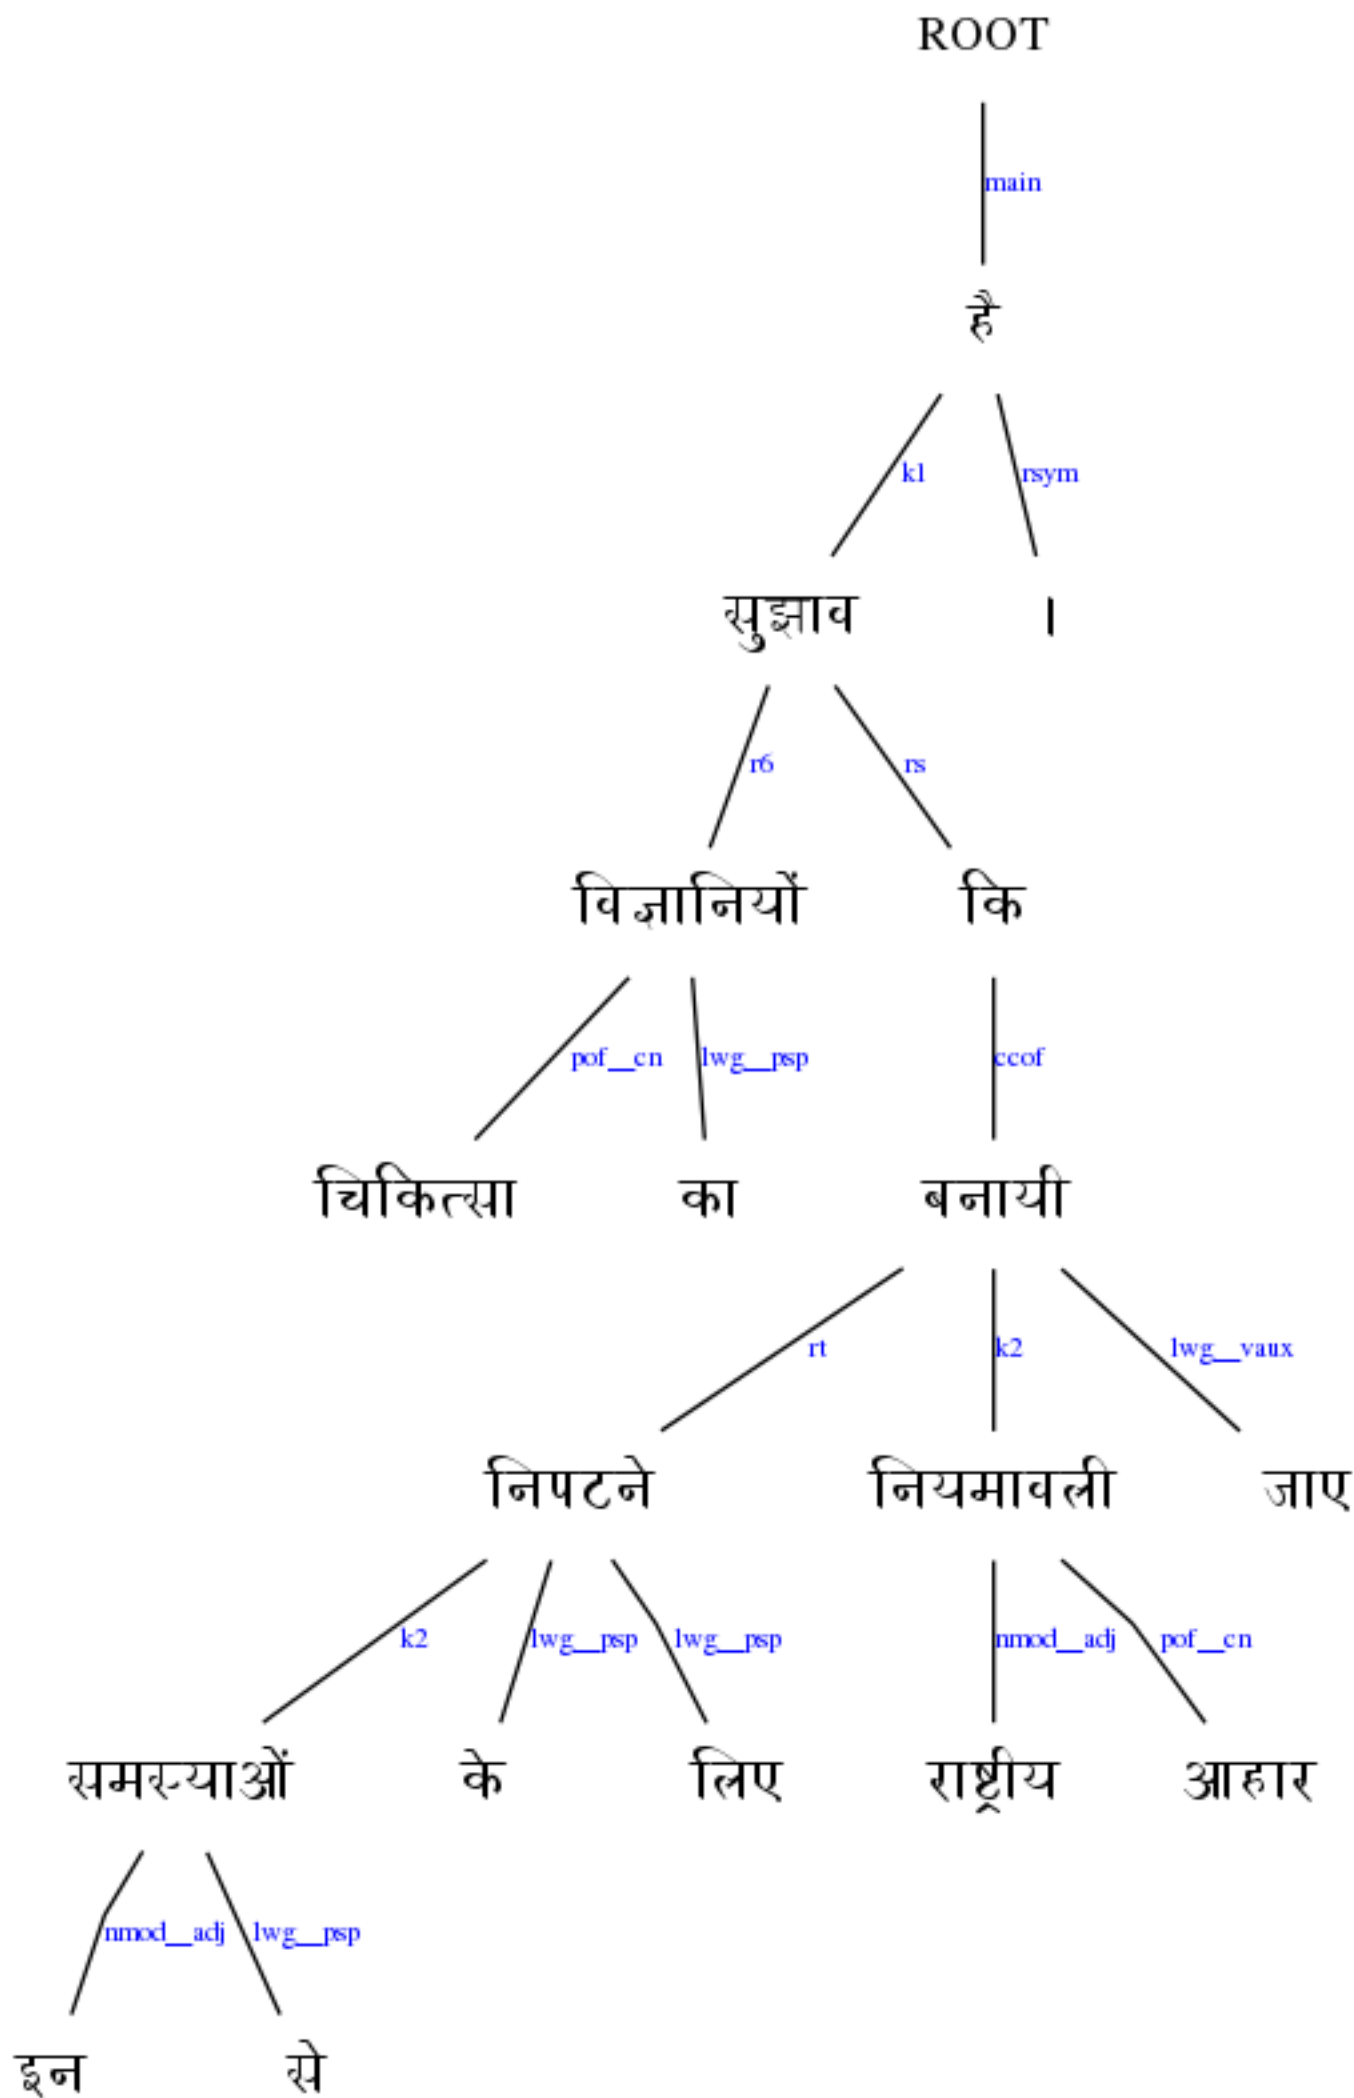 ROOT
main
है
k1 rsym
सुझाव ।
r6 rs
विज्ञानियों कि
pof__cn lwg__psp ccof
चिकित्सा का बनायी
rt k2 lwg__vaux
निपटने नियमावली जाए
k2 lwg__psp lwg__psp nmod__adj pof__cn
समस्याओं के लिए राष्ट्रीय आहार
nmod__adj lwg__psp
इन से